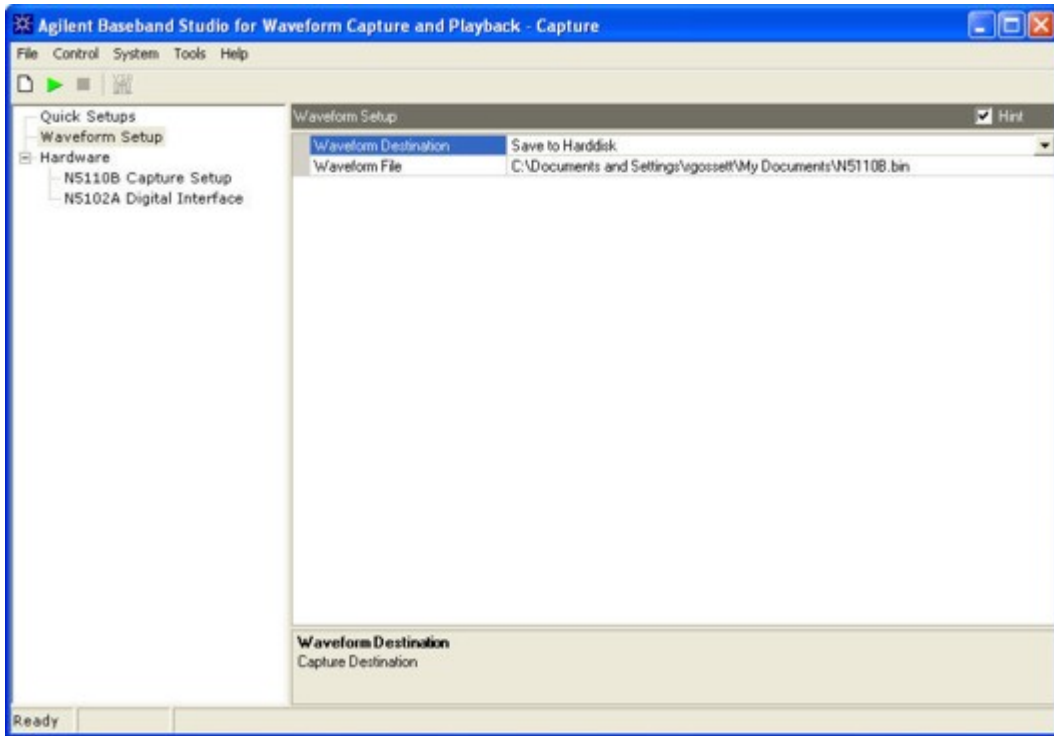 Agilent Baseband Studio for Waveform Capture and Playback - Capture
File Control System Tools Help
Quick Setups
Waveform Setup
Hardware
N5110B Capture Setup
N5102A Digital Interface
Waveform Setup
Hint
Waveform Destination Save to Harddisk
Waveform File C:\Documents and Settings\vgossett\My Documents\N5110B.bin
Waveform Destination
Capture Destination
Ready